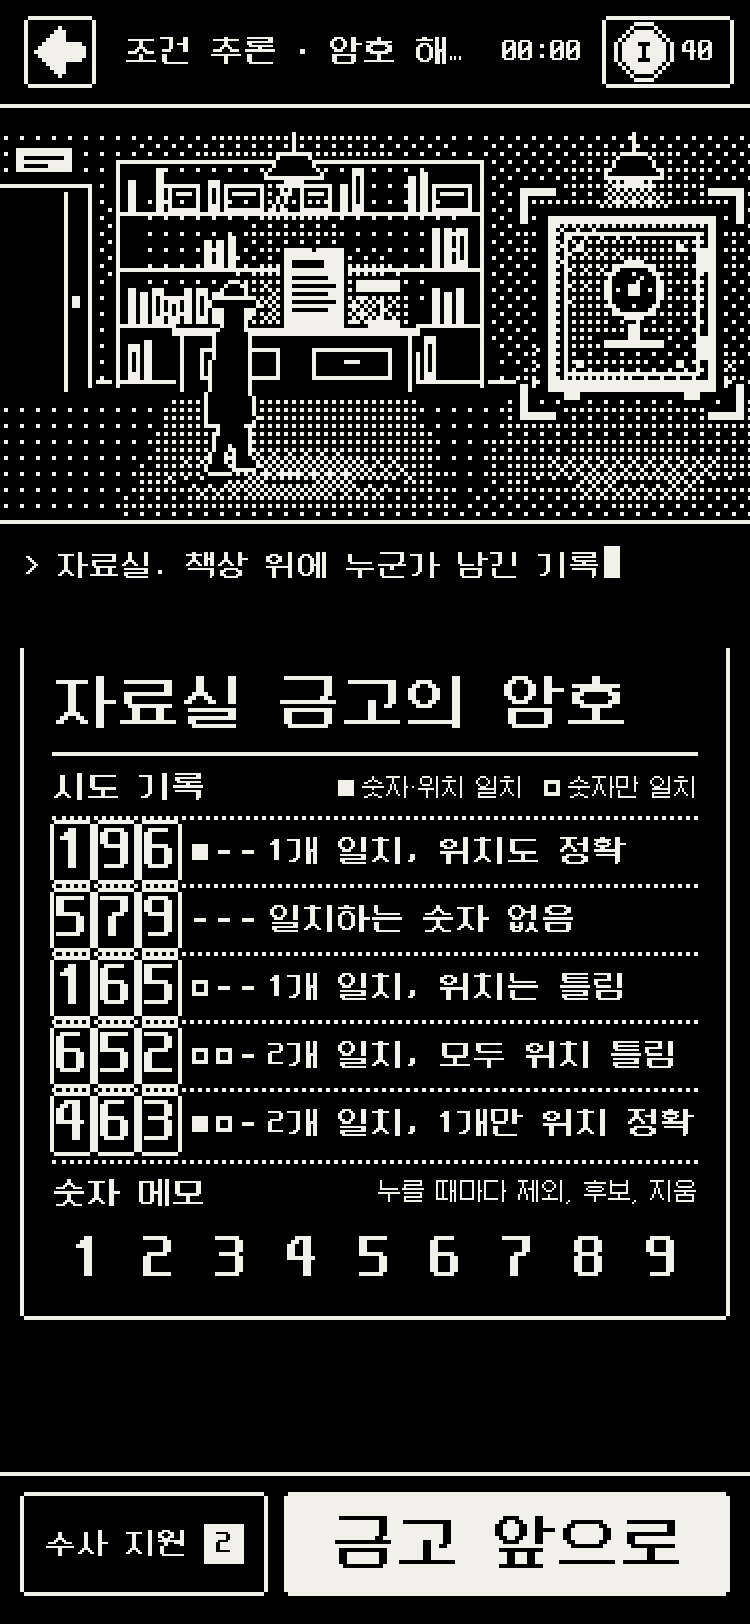 조건 추론 · 암호 해… 00:00 I 40
> 자료실. 책상 위에 누군가 남긴 기록
자료실 금고의 암호
시도 기록 ■ 숫자·위치 일치 □ 숫자만 일치
196 ■-- 1개 일치, 위치도 정확
579 --- 일치하는 숫자 없음
165 □-- 1개 일치, 위치는 틀림
652 □□- 2개 일치, 모두 위치 틀림
463 ■□- 2개 일치, 1개만 위치 정확
숫자 메모 누를 때마다 제외, 후보, 지움
1 2 3 4 5 6 7 8 9
수사 지원 2 금고 앞으로